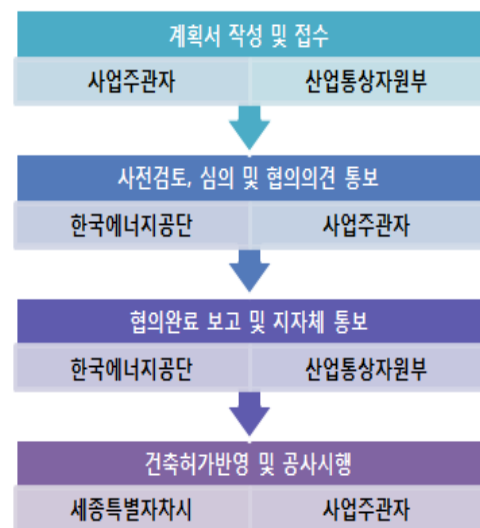 계획서 작성 및 접수
사업주관자 산업통상자원부
사전검토, 심의 및 협의의견 통보
한국에너지공단 사업주관자
협의완료 보고 및 지자체 통보
한국에너지공단 산업통상자원부
건축허가반영 및 공사시행
세종특별자차시 사업주관자